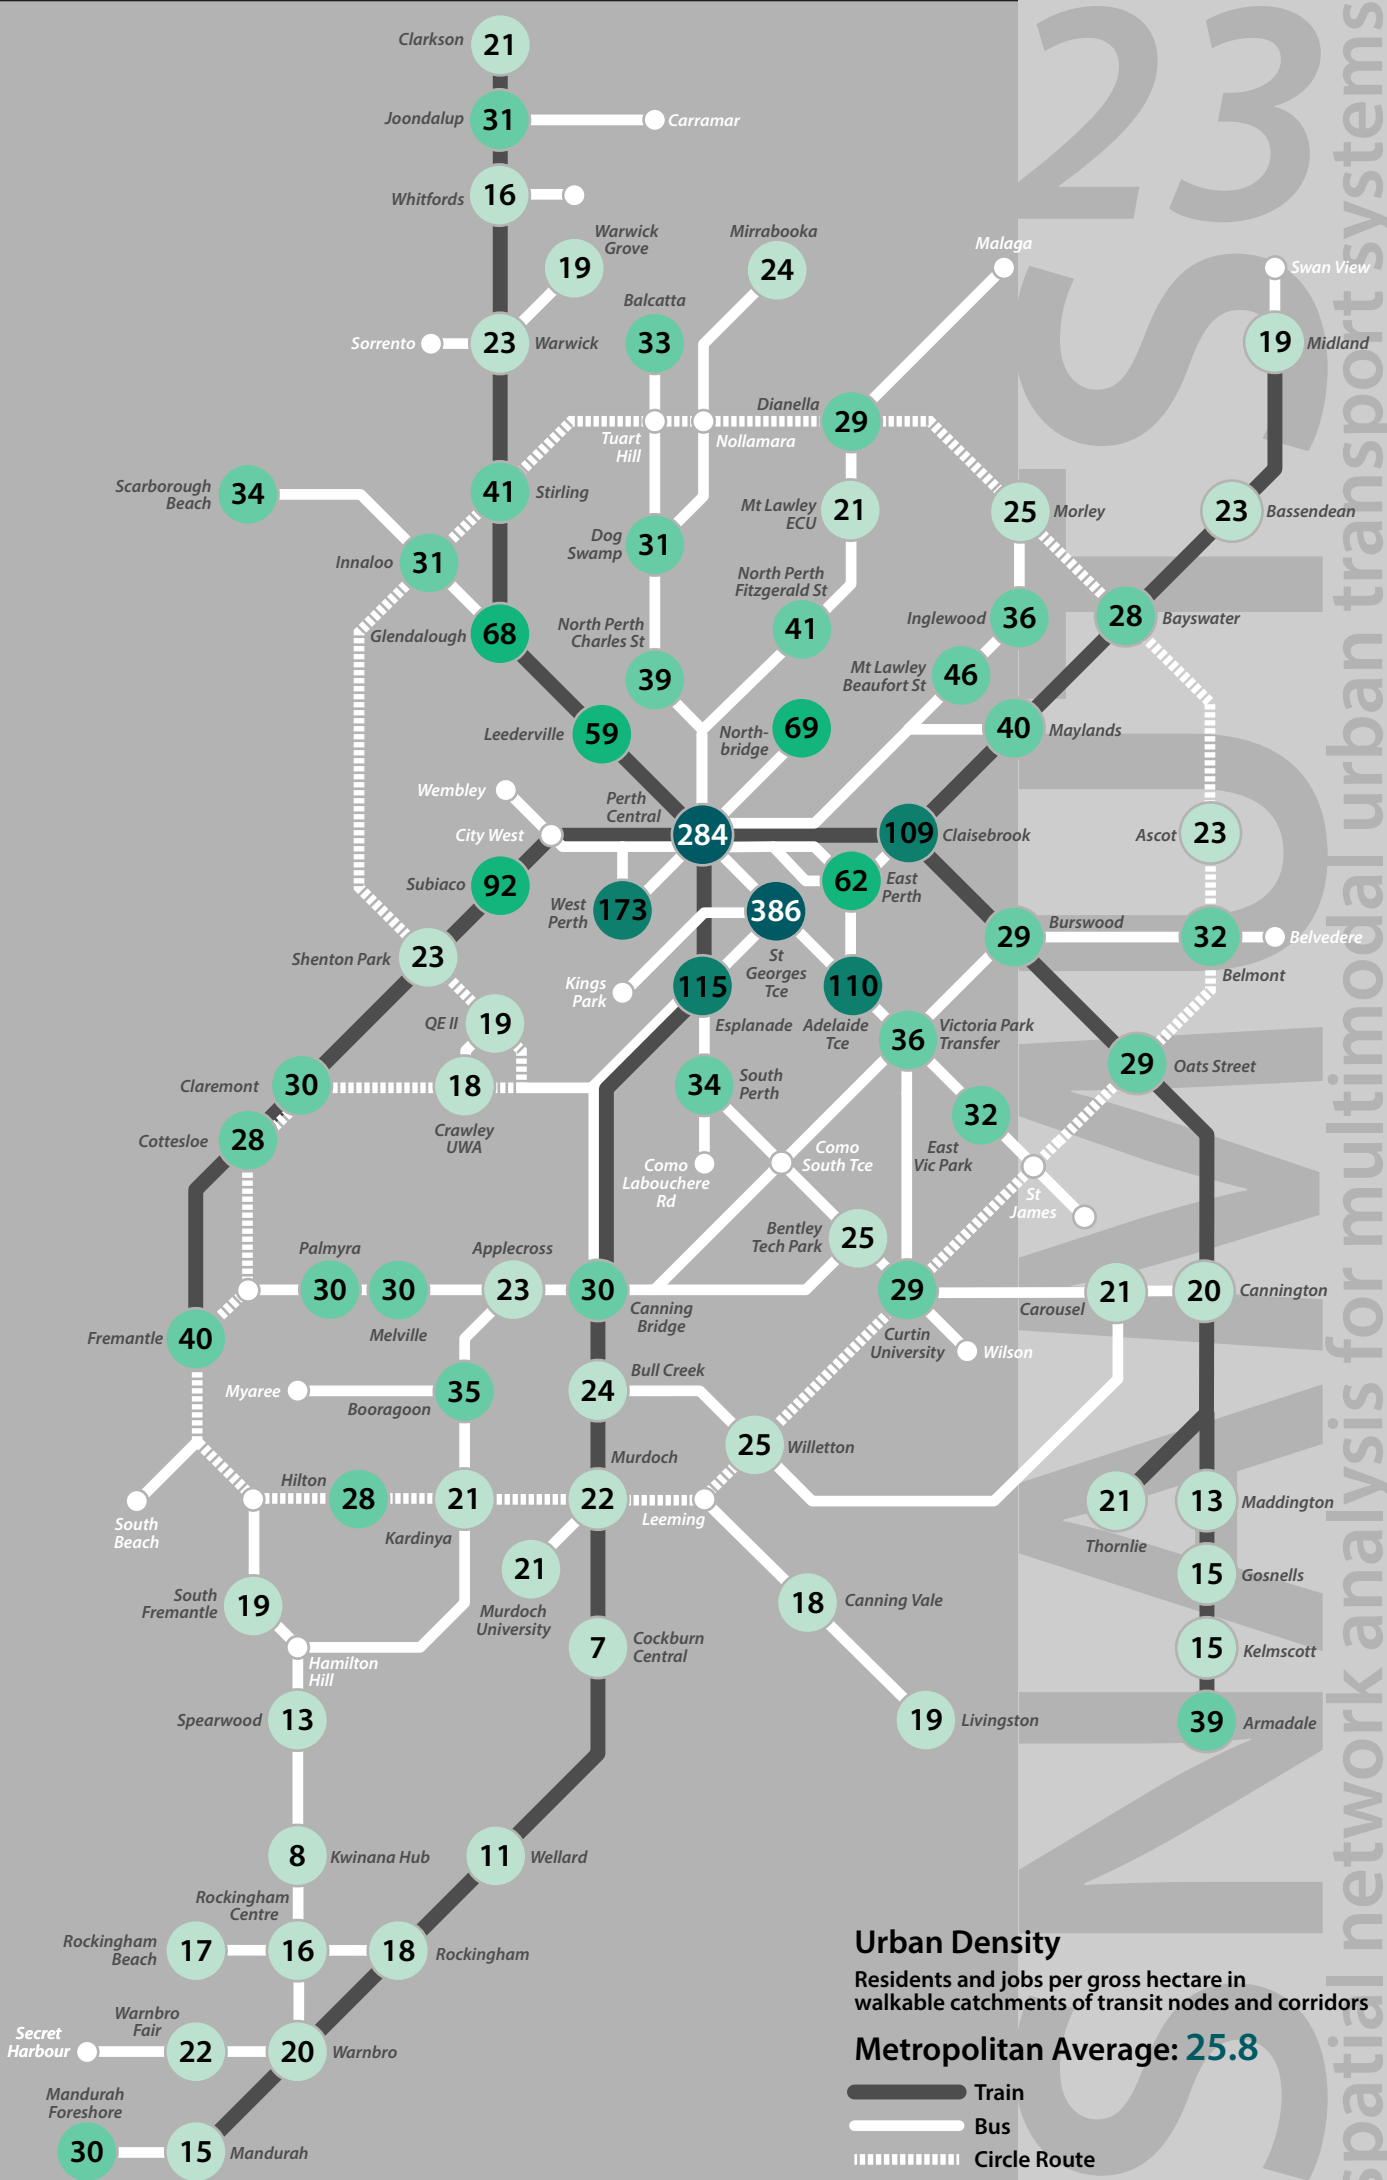 Clarkson
21
23
Joondalup
31
Carramar
Whitfords
16
Warwick
Grove
19
Mirrabooka
24
Malaga
Swan View
Balcatta
33
Sorrento
23
Warwick
19
Midland
Dianella
29
Tuart
Hill
Nollamara
Scarborough
Beach
34
41
Stirling
Mt Lawley
ECU
21
25
Morley
23
Bassendean
Dog
Swamp
31
Innaloo
31
North Perth
Fitzgerald St
41
Inglewood
36
28
Bayswater
Glendalough
68
North Perth
Charles St
39
Mt Lawley
Beaufort St
46
Leederville
59
North-
bridge
69
40
Maylands
Wembley
Perth
Central
284
City West
109
Claisebrook
Ascot
23
Subiaco
92
West
Perth
173
386
St
Georges
Tce
62
East
Perth
Burswood
29
32
Belvedere
Belmont
Shenton Park
23
Kings
Park
115
Esplanade
110
Adelaide
Tce
QE II
19
36
Victoria Park
Transfer
29
Oats Street
Claremont
30
18
Crawley
UWA
34
South
Perth
32
East
Vic Park
Cottesloe
28
Como
Labouchere
Rd
Como
South Tce
St
James
Bentley
Tech Park
25
Palmyra
30
30
Melville
Applecross
23
30
Canning
Bridge
29
Curtin
University
Carousel
21
20
Cannington
Fremantle
40
Wilson
Myaree
35
Booragoon
24
Bull Creek
25
Willetton
Murdoch
22
Hilton
28
21
Kardinya
Leeming
21
Thornlie
13
Maddington
South
Beach
21
Murdoch
University
15
Gosnells
South
Fremantle
19
18
Canning Vale
Hamilton
Hill
7
Cockburn
Central
15
Kelmscott
Spearwood
13
19
Livingston
39
Armadale
8
Kwinana Hub
11
Wellard
Rockingham
Centre
Rockingham
Beach
17
16
18
Rockingham
Warnbro
Fair
Secret
Harbour
22
20
Warnbro
Mandurah
Foreshore
30
15
Mandurah
Urban Density
Residents and jobs per gross hectare in
walkable catchments of transit nodes and corridors
Metropolitan Average: 25.8
Train
Bus
Circle Route
SNAMUTS
spatial network analysis for multimodal urban transport systems